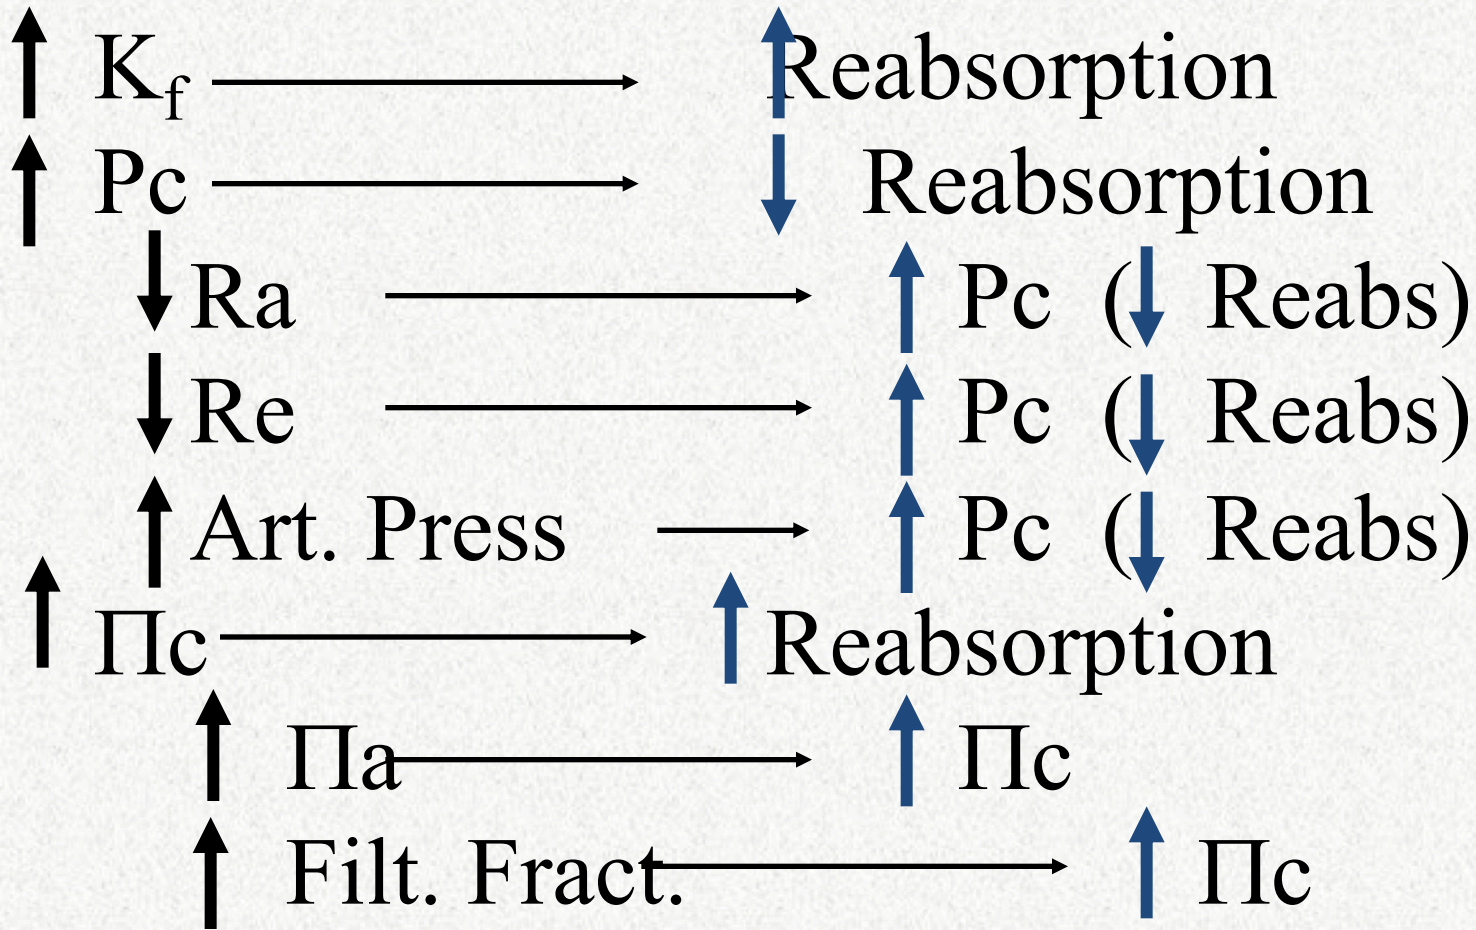 ↑ Kf → ↑ Reabsorption
↑ Pc → ↓ Reabsorption
↓ Ra → ↑ Pc (↓ Reabs)
↓ Re → ↑ Pc (↓ Reabs)
↑ Art. Press → ↑ Pc (↓ Reabs)
↑ Πc → ↑ Reabsorption
↑ Πa → ↑ Πc
↑ Filt. Fract. → ↑ Πc